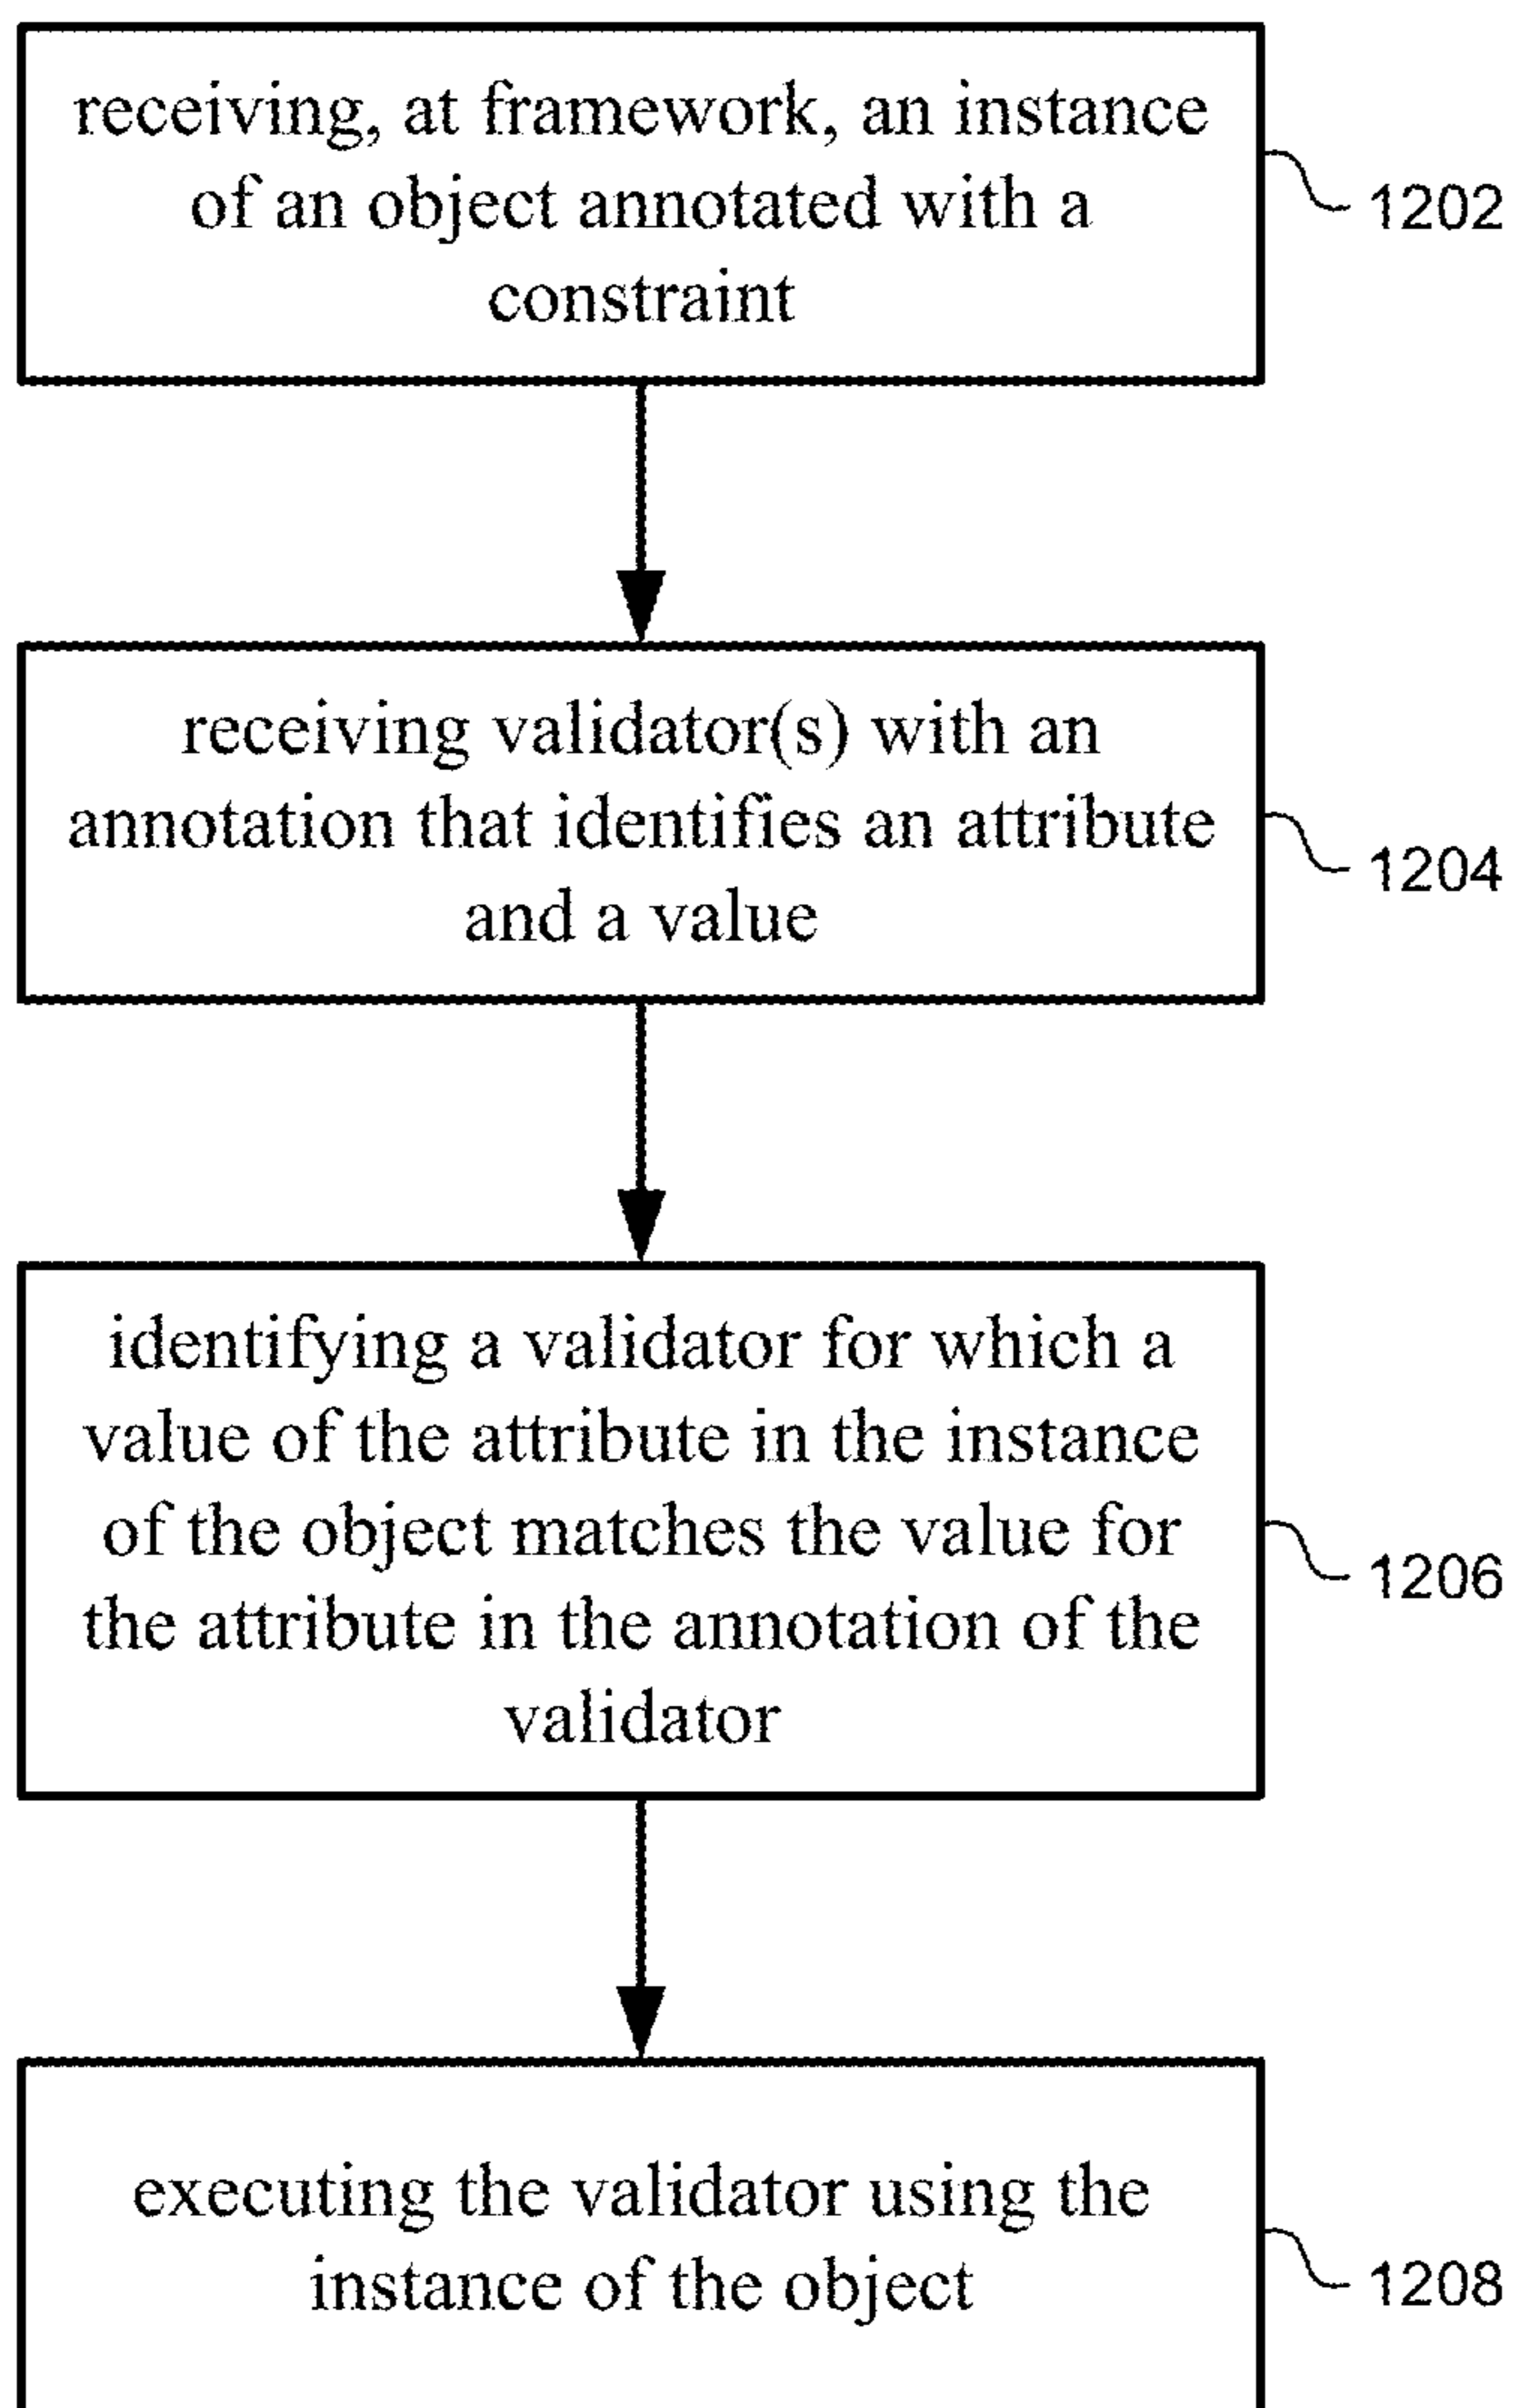 receiving, at framework, an instance
of an object annotated with a
constraint
1202
receiving validator(s) with an
annotation that identifies an attribute
and a value
1204
identifying a validator for which a
value of the attribute in the instance
of the object matches the value for
the attribute in the annotation of the
validator
1206
executing the validator using the
instance of the object
1208